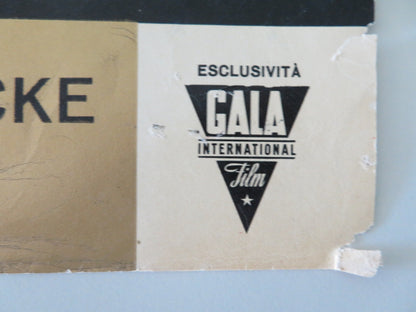 CKE
ESCLUSIVITÀ
GALA
INTERNATIONAL
Film